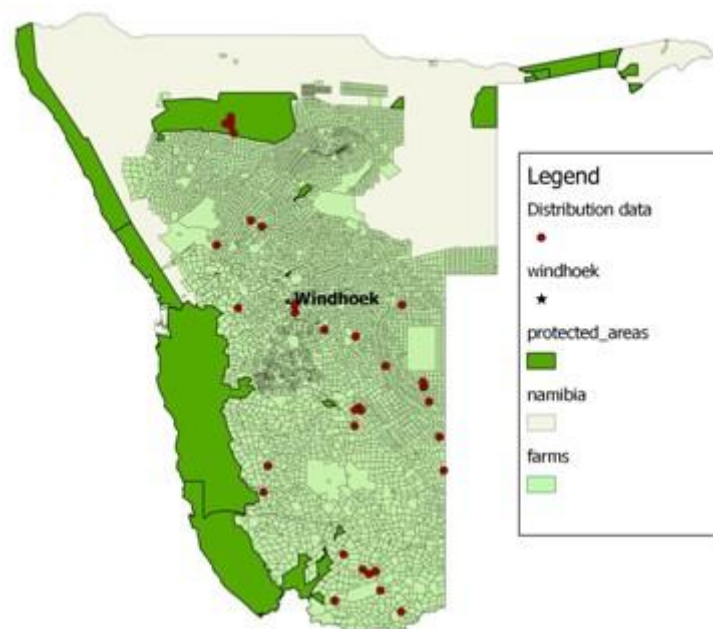 Windhoek
Legend
Distribution data
windhoek
protected_areas
namibia
farms